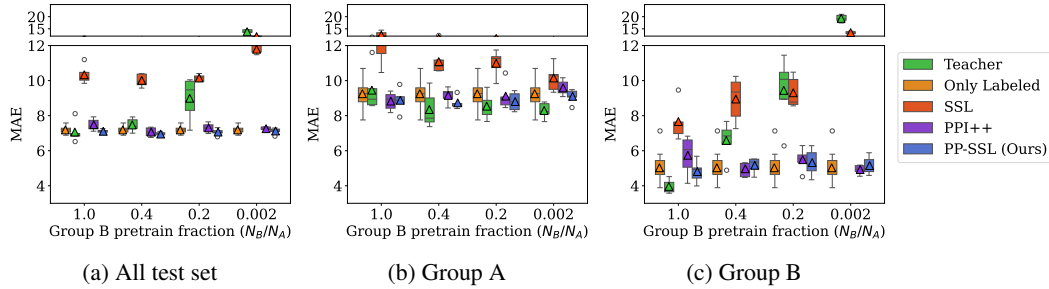 20
15
12
10
8
6
4
MAE
1.0 0.4 0.2 0.002
Group B pretrain fraction (N_B/N_A)
(a) All test set
20
15
12
10
8
6
4
MAE
1.0 0.4 0.2 0.002
Group B pretrain fraction (N_B/N_A)
(b) Group A
20
15
12
10
8
6
4
MAE
1.0 0.4 0.2 0.002
Group B pretrain fraction (N_B/N_A)
(c) Group B
Teacher
Only Labeled
SSL
PPI++
PP-SSL (Ours)